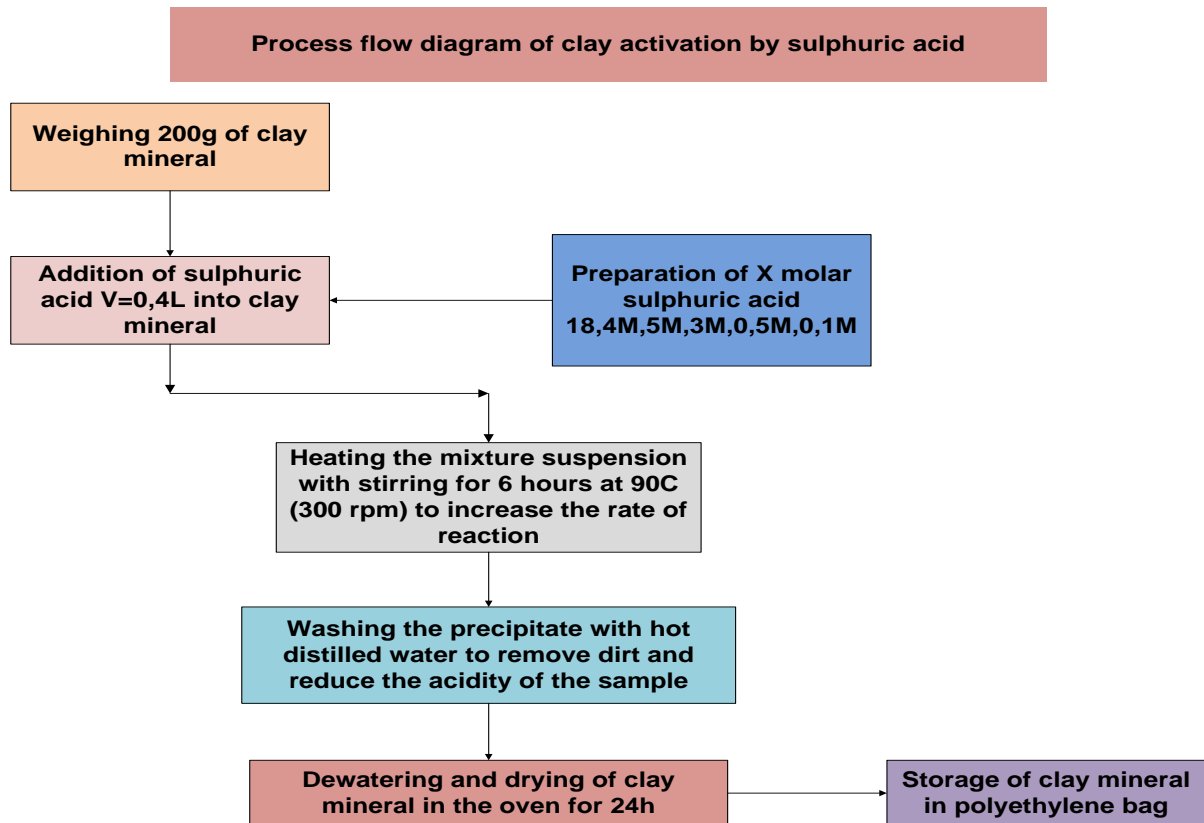 Process flow diagram of clay activation by sulphuric acid
Weighing 200g of clay
mineral
Addition of sulphuric
acid V=0,4L into clay
mineral
Preparation of X molar
sulphuric acid
18,4M,5M,3M,0,5M,0,1M
Heating the mixture suspension
with stirring for 6 hours at 90C
(300 rpm) to increase the rate of
reaction
Washing the precipitate with hot
distilled water to remove dirt and
reduce the acidity of the sample
Dewatering and drying of clay
mineral in the oven for 24h
Storage of clay mineral
in polyethylene bag